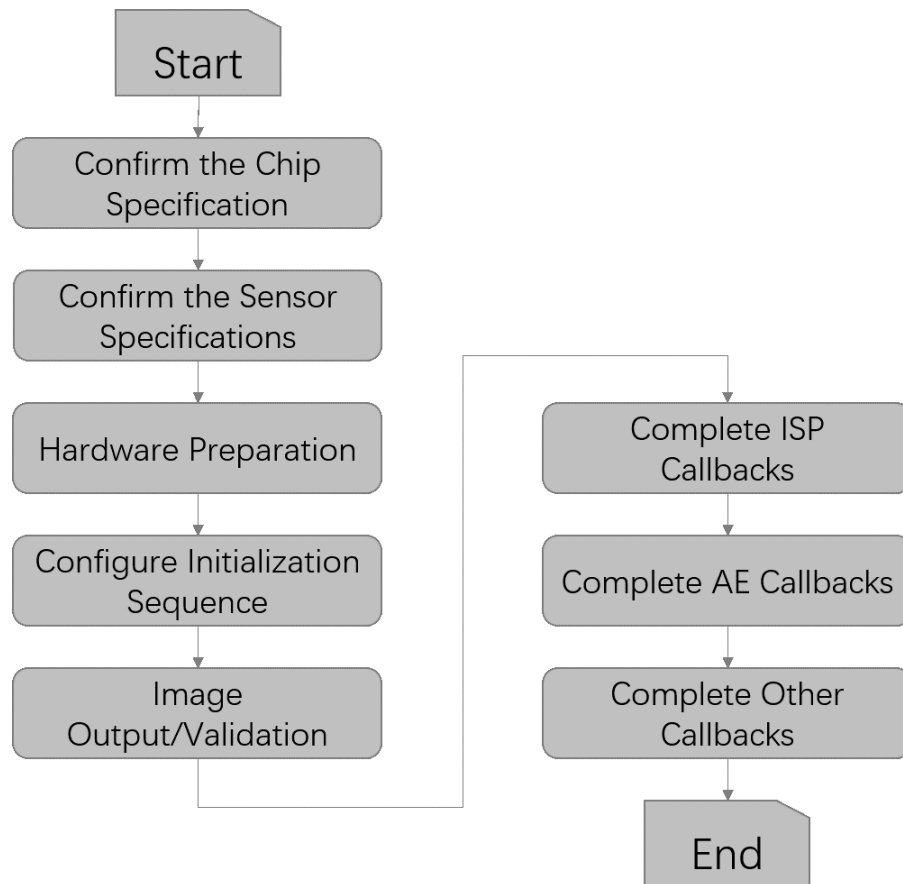 Start
Confirm the Chip
Specification
Confirm the Sensor
Specifications
Hardware Preparation
Configure Initialization
Sequence
Image
Output/Validation
Complete ISP
Callbacks
Complete AE Callbacks
Complete Other
Callbacks
End